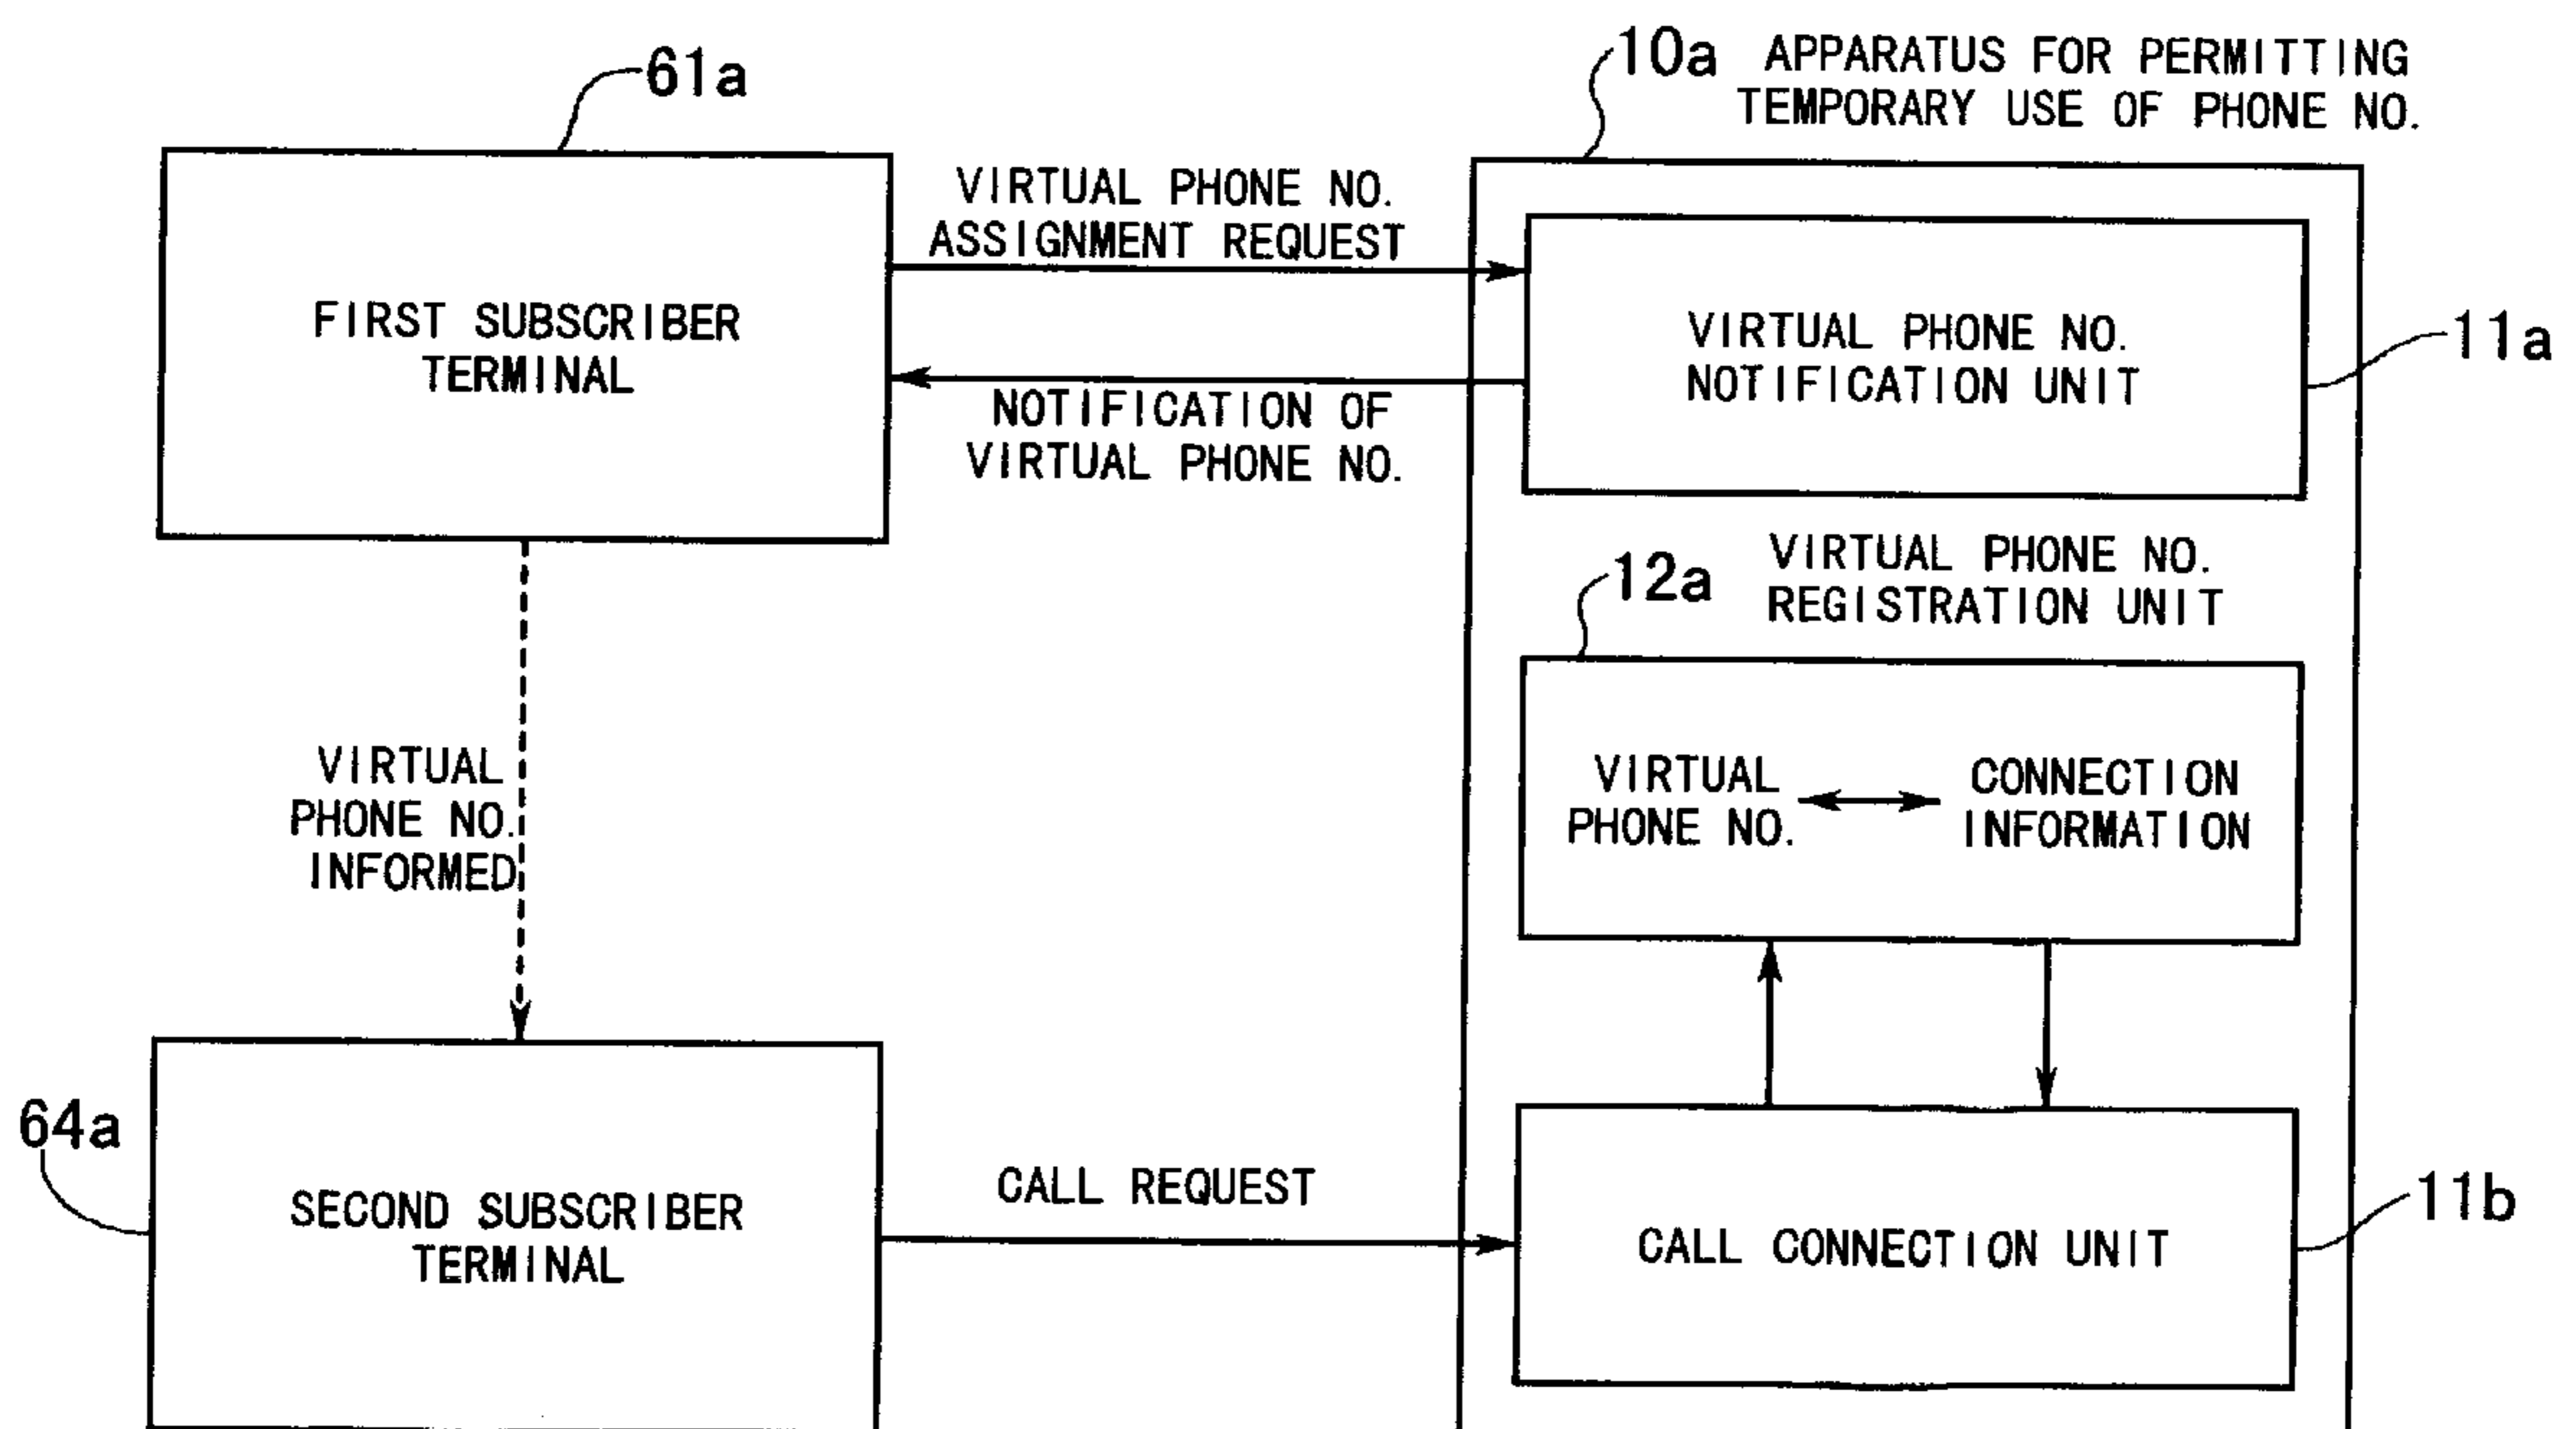 10a APPARATUS FOR PERMITTING
TEMPORARY USE OF PHONE NO.
61a
VIRTUAL PHONE NO.
ASSIGNMENT REQUEST
FIRST SUBSCRIBER
TERMINAL
VIRTUAL PHONE NO.
NOTIFICATION UNIT
11a
NOTIFICATION OF
VIRTUAL PHONE NO.
12a
VIRTUAL PHONE NO.
REGISTRATION UNIT
VIRTUAL
PHONE NO.
INFORMED
VIRTUAL
PHONE NO.
CONNECTION
INFORMATION
64a
SECOND SUBSCRIBER
TERMINAL
CALL REQUEST
CALL CONNECTION UNIT
11b